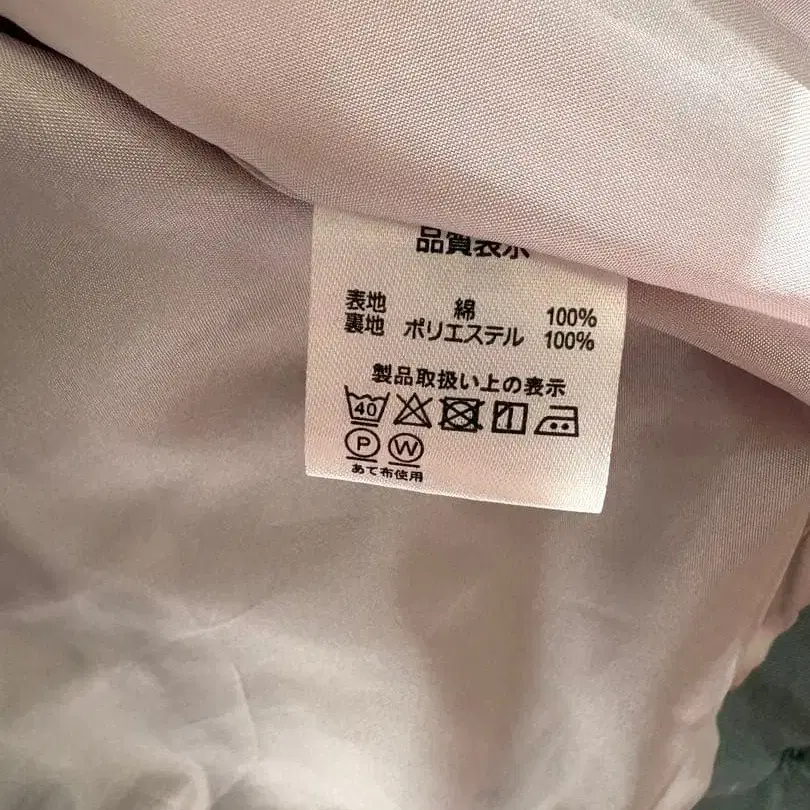 品質表示
表地 綿 100%
裏地 ポリエステル 100%
製品取扱い上の表示
40
P W
あて布使用